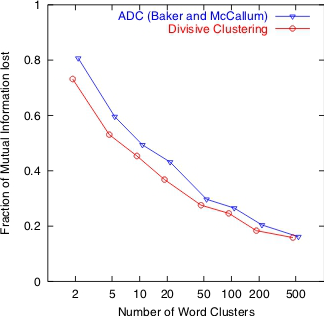 ADC (Baker and McCallum)
Divisive Clustering
Fraction of Mutual Information lost
1
0.8
0.6
0.4
0.2
0
2 5 10 20 50 100 200 500
Number of Word Clusters